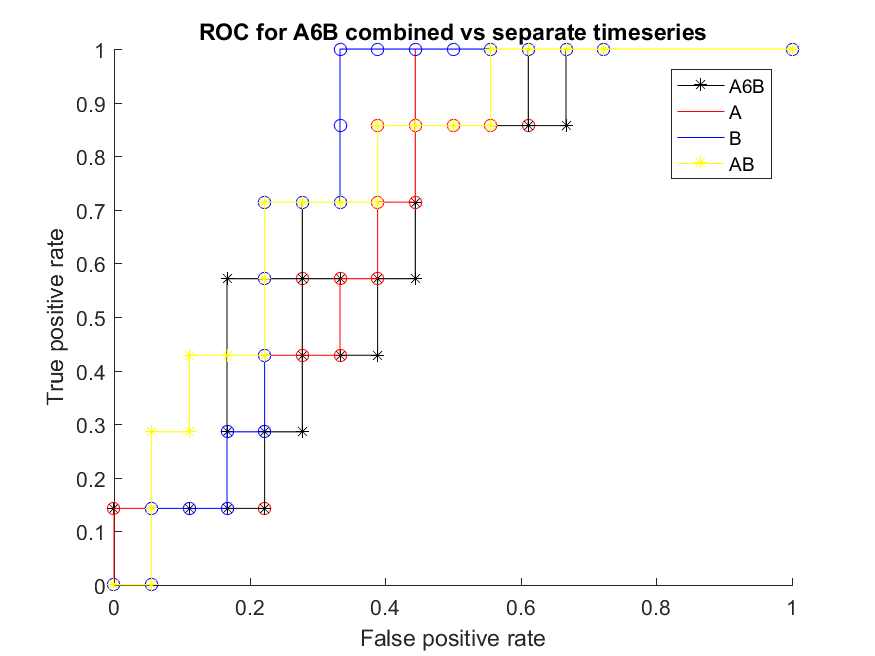 ROC for A6B combined vs separate timeseries
1
0.9
0.8
0.7
0.6
0.5
0.4
0.3
0.2
0.1
0
True positive rate
A6B
A
B
AB
0
0.2
0.4
0.6
0.8
1
False positive rate